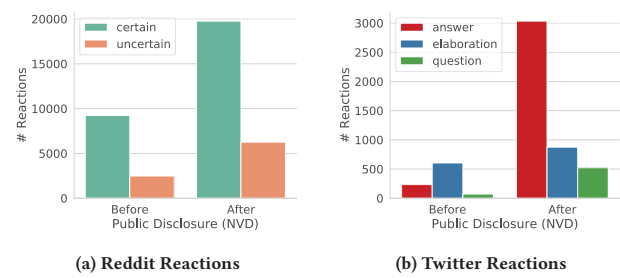 20000
15000
10000
5000
0
# Reactions
certain
uncertain
Before
After
Public Disclosure (NVD)
(a) Reddit Reactions
3000
2500
2000
1500
1000
500
0
# Reactions
answer
elaboration
question
Before
After
Public Disclosure (NVD)
(b) Twitter Reactions